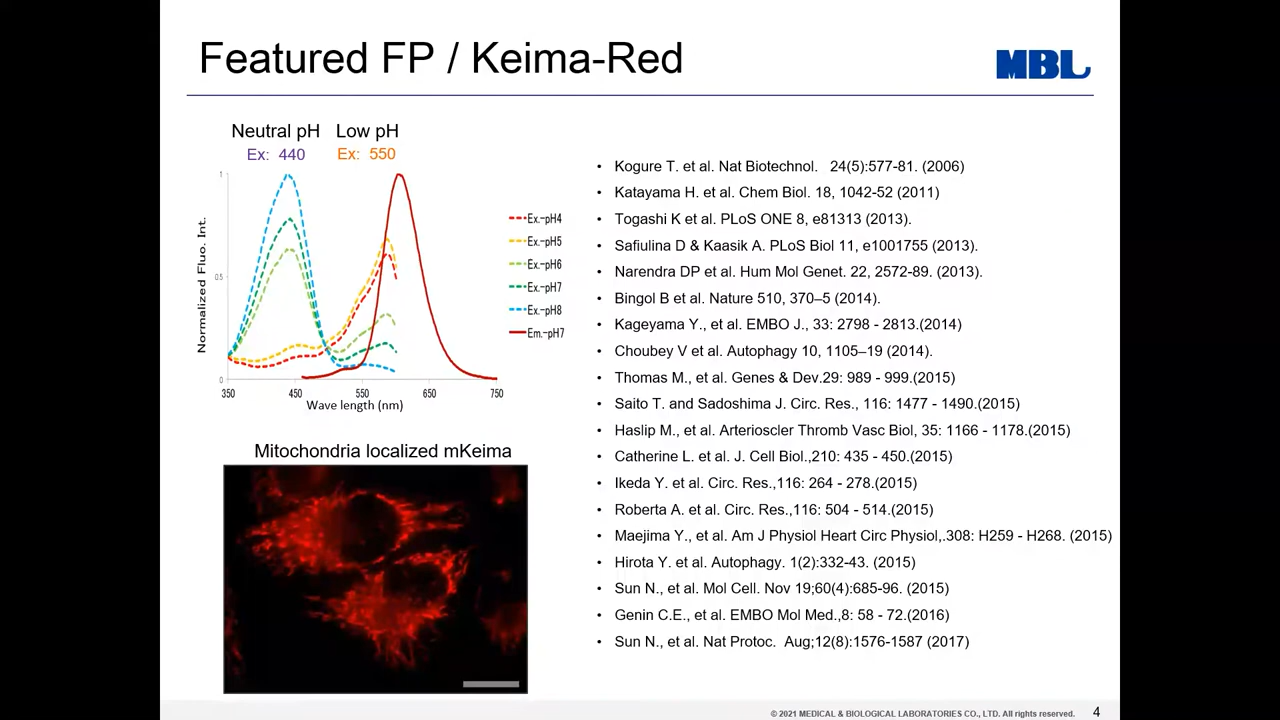 Featured FP / Keima-Red
MBL
Neutral pH Low pH
Ex: 440 Ex: 550
Normalized Fluo. Int.
1
0.5
0
350 450 550 650 750
Wave length (nm)
Ex.-pH4
Ex.-pH5
Ex.-pH6
Ex.-pH7
Ex.-pH8
Em.-pH7
Mitochondria localized mKeima
• Kogure T. et al. Nat Biotechnol. 24(5):577-81. (2006)
• Katayama H. et al. Chem Biol. 18, 1042-52 (2011)
• Togashi K et al. PLoS ONE 8, e81313 (2013).
• Safiulina D & Kaasik A. PLoS Biol 11, e1001755 (2013).
• Narendra DP et al. Hum Mol Genet. 22, 2572-89. (2013).
• Bingol B et al. Nature 510, 370–5 (2014).
• Kageyama Y., et al. EMBO J., 33: 2798 - 2813.(2014)
• Choubey V et al. Autophagy 10, 1105–19 (2014).
• Thomas M., et al. Genes & Dev.29: 989 - 999.(2015)
• Saito T. and Sadoshima J. Circ. Res., 116: 1477 - 1490.(2015)
• Haslip M., et al. Arterioscler Thromb Vasc Biol, 35: 1166 - 1178.(2015)
• Catherine L. et al. J. Cell Biol.,210: 435 - 450.(2015)
• Ikeda Y. et al. Circ. Res.,116: 264 - 278.(2015)
• Roberta A. et al. Circ. Res.,116: 504 - 514.(2015)
• Maejima Y., et al. Am J Physiol Heart Circ Physiol,.308: H259 - H268. (2015)
• Hirota Y. et al. Autophagy. 1(2):332-43. (2015)
• Sun N., et al. Mol Cell. Nov 19;60(4):685-96. (2015)
• Genin C.E., et al. EMBO Mol Med.,8: 58 - 72.(2016)
• Sun N., et al. Nat Protoc. Aug;12(8):1576-1587 (2017)
© 2021 MEDICAL & BIOLOGICAL LABORATORIES CO., LTD. All rights reserved. 4